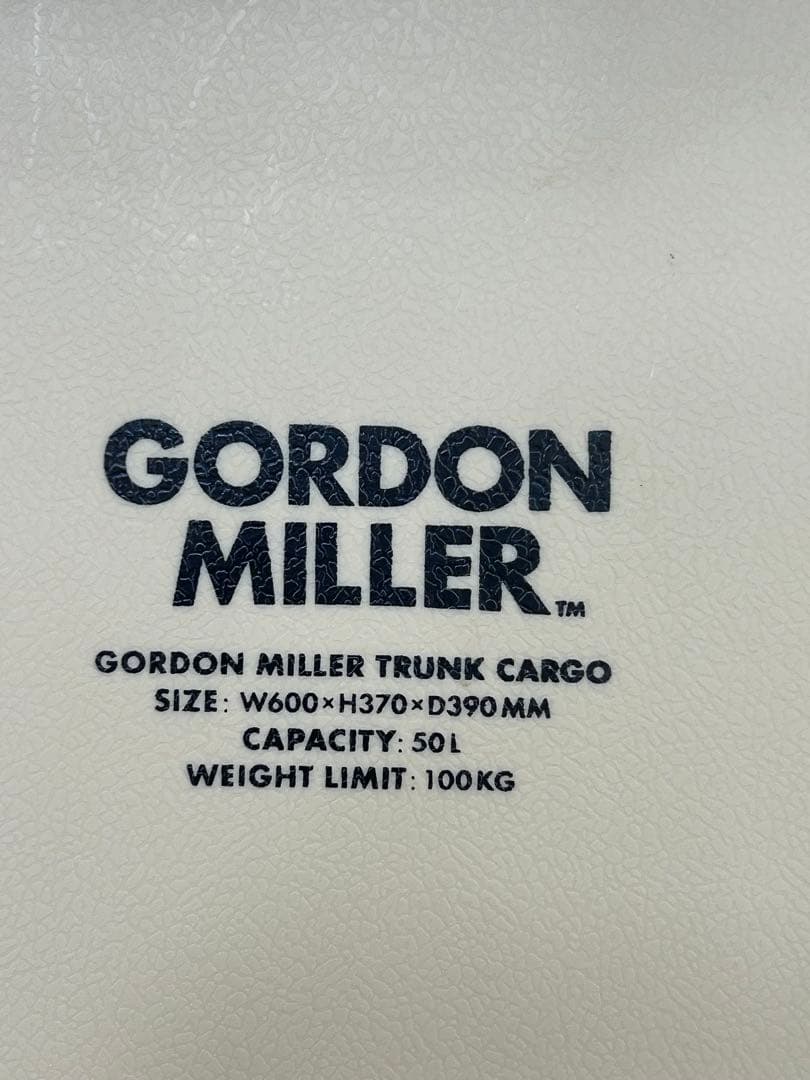 GORDON
MILLER™
GORDON MILLER TRUNK CARGO
SIZE: W600×H370×D390MM
CAPACITY: 50L
WEIGHT LIMIT: 100KG